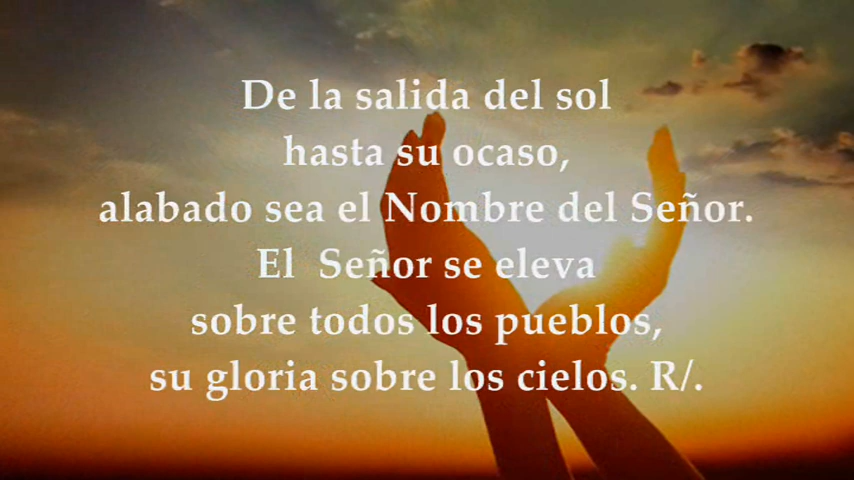 De la salida del sol
hasta su ocaso,
alabado sea el Nombre del Señor.
El  Señor se eleva
sobre todos los pueblos,
su gloria sobre los cielos. R/.